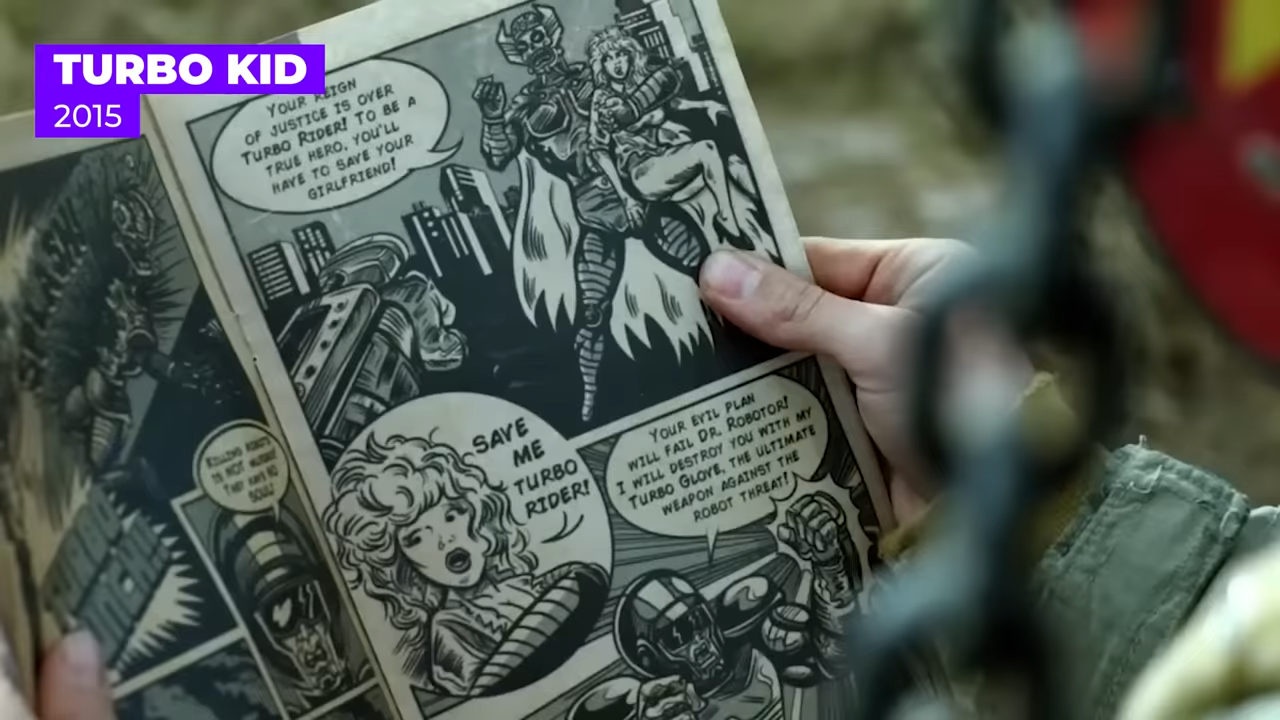 TURBO KID
2015
YOUR REIGN
OF JUSTICE IS OVER
TURBO RIDER! TO BE A
TRUE HERO, YOU'LL
HAVE TO SAVE YOUR
GIRLFRIEND!
SAVE
ME
TURBO
RIDER!
YOUR EVIL PLAN
WILL FAIL DR. ROBOTOR!
I WILL DESTROY YOU WITH MY
TURBO GLOVE, THE ULTIMATE
WEAPON AGAINST THE
ROBOT THREAT!
KILLING ROBOTS
IS NOT MURDER
THEY HAVE NO
SOUL!